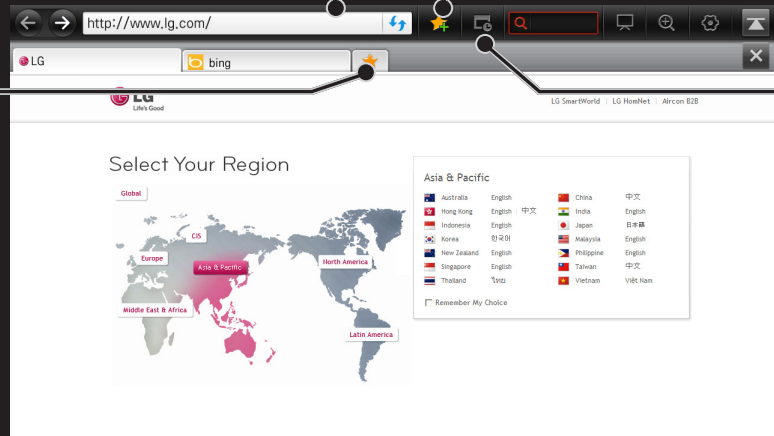 http://www.lg.com/
LG
bing
LG
Life's Good
LG SmartWorld | LG HomNet | Aircon B2B
Select Your Region
Global
CIS
Europe
Asia & Pacific
North America
Middle East & Africa
Latin America
Asia & Pacific
Australia English China 中文
Hong Kong English | 中文 India English
Indonesia English Japan 日本語
Korea 한국어 Malaysia English
New Zealand English Philippine English
Singapore English Taiwan 中文
Thailand ไทย Vietnam Việt Nam
Remember My Choice